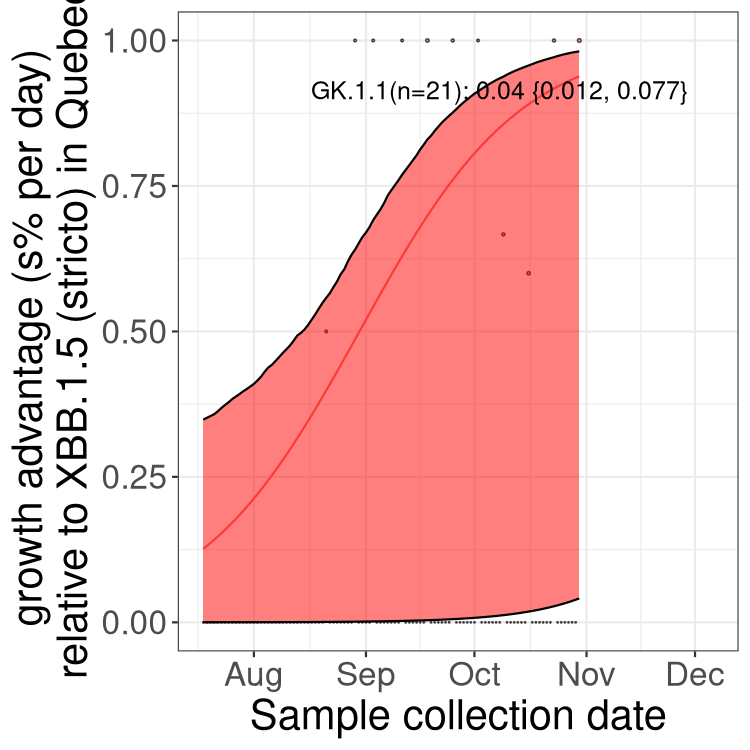 growth advantage (s% per day)
relative to XBB.1.5 (stricto) in Quebec
1.00
0.75
0.50
0.25
0.00
GK.1.1(n=21): 0.04 {0.012, 0.077}
Aug Sep Oct Nov Dec
Sample collection date